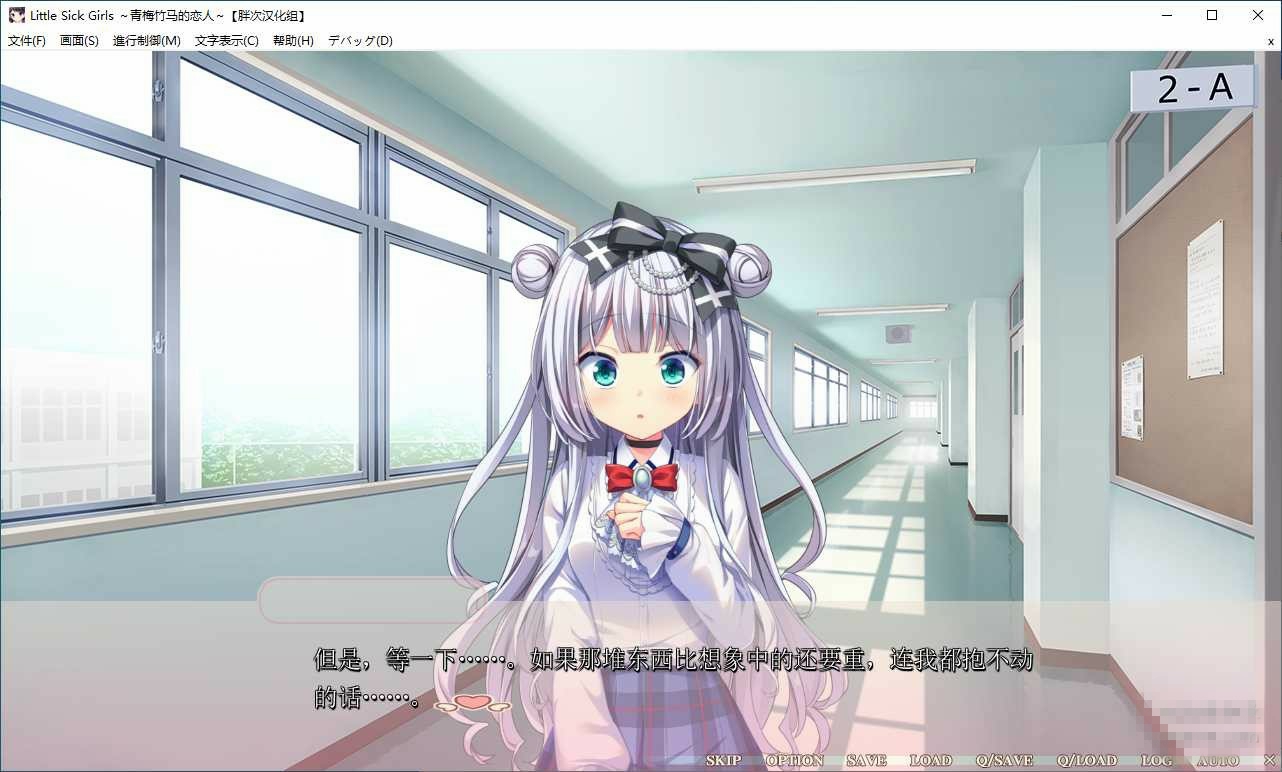 Little Sick Girls ～青梅竹马的恋人～【胖次汉化组】
文件(F) 画面(S) 進行制御(M) 文字表示(C) 帮助(H) デバッグ(D) x
2-A
但是，等一下……。如果那堆东西比想象中的还要重，连我都抱不动
的话……。
SKIP OPTION SAVE LOAD Q/SAVE Q/LOAD LOG AUTO ×